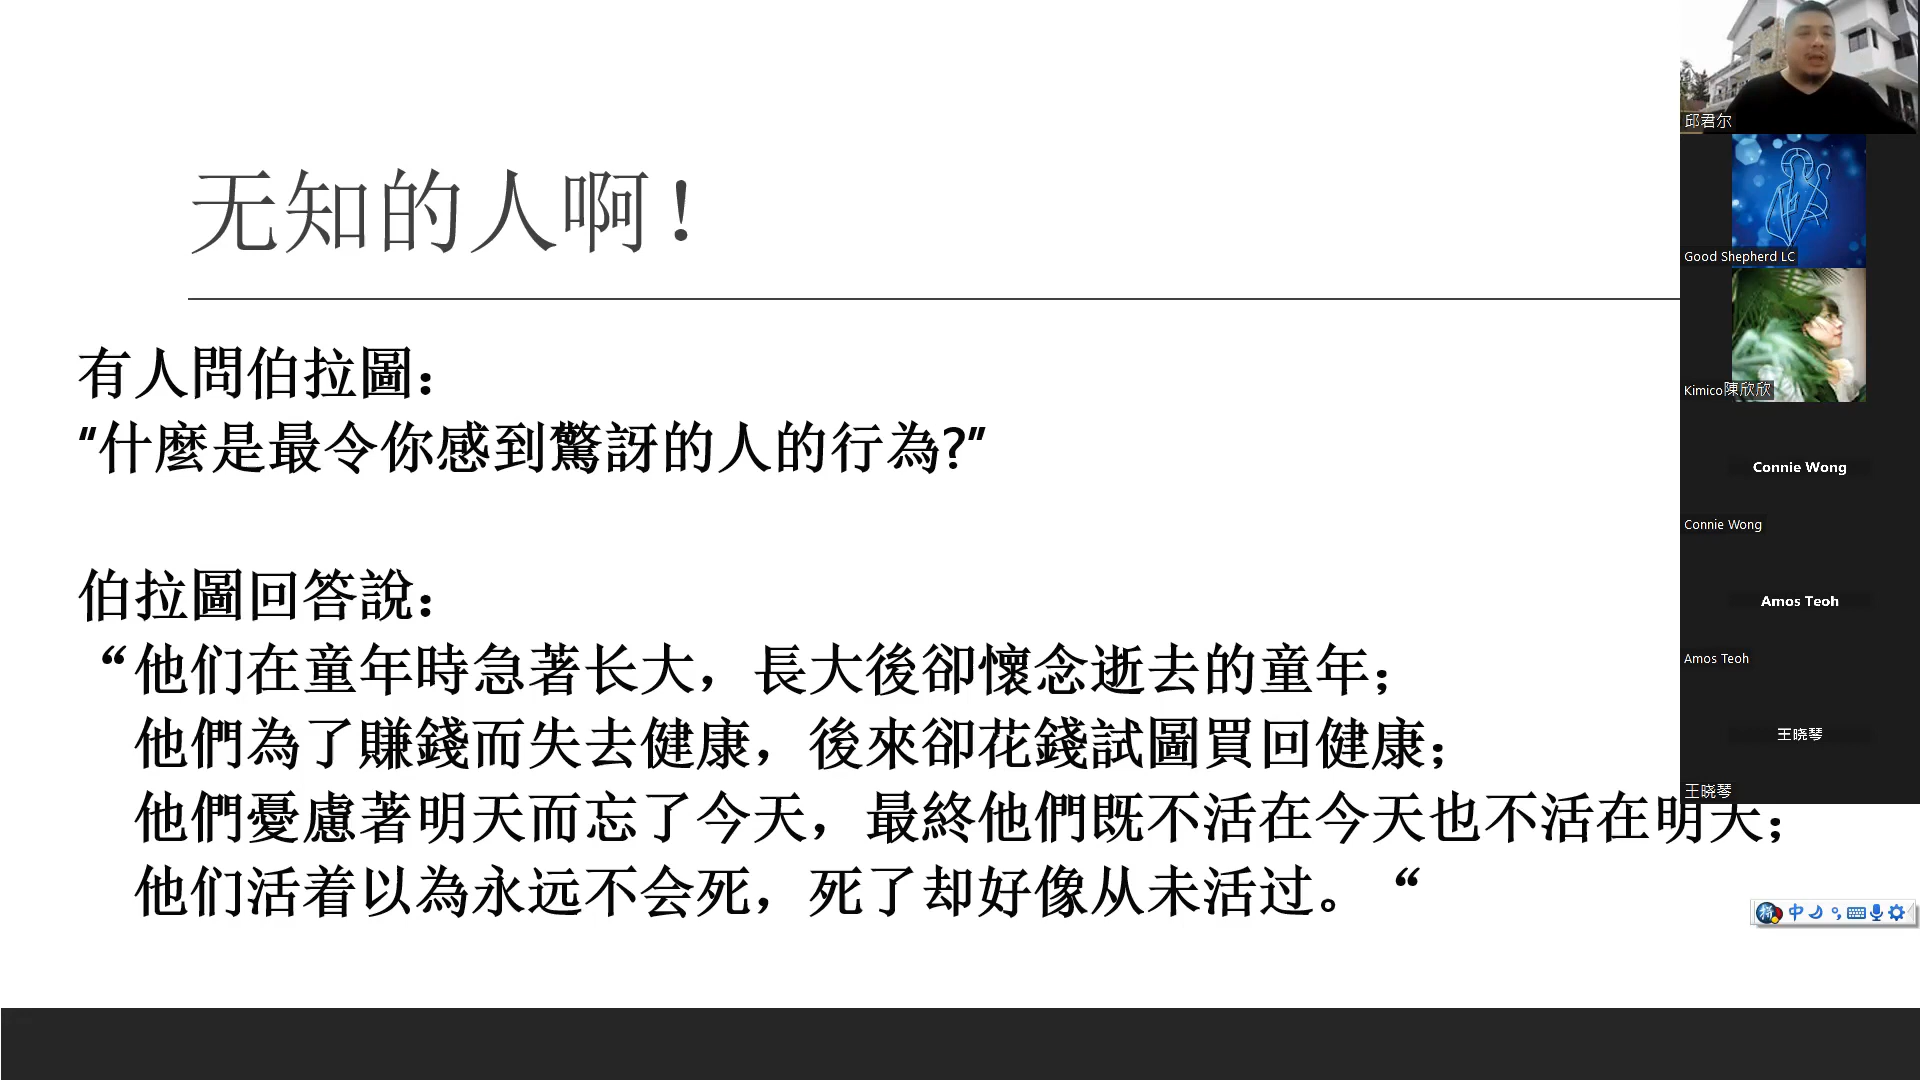 无知的人啊！
有人問伯拉圖：
“什麼是最令你感到驚訝的人的行為?”
伯拉圖回答說：
“他们在童年時急著长大，長大後卻懷念逝去的童年；
他們為了賺錢而失去健康，後來卻花錢試圖買回健康；
他們憂慮著明天而忘了今天，最終他們既不活在今天也不活在明天；
他们活着以為永远不会死，死了却好像从未活过。“
邱君尔
Good Shepherd LC
Kimico陳欣欣
Connie Wong
Connie Wong
Amos Teoh
Amos Teoh
王晓琴
王晓琴
拼 中